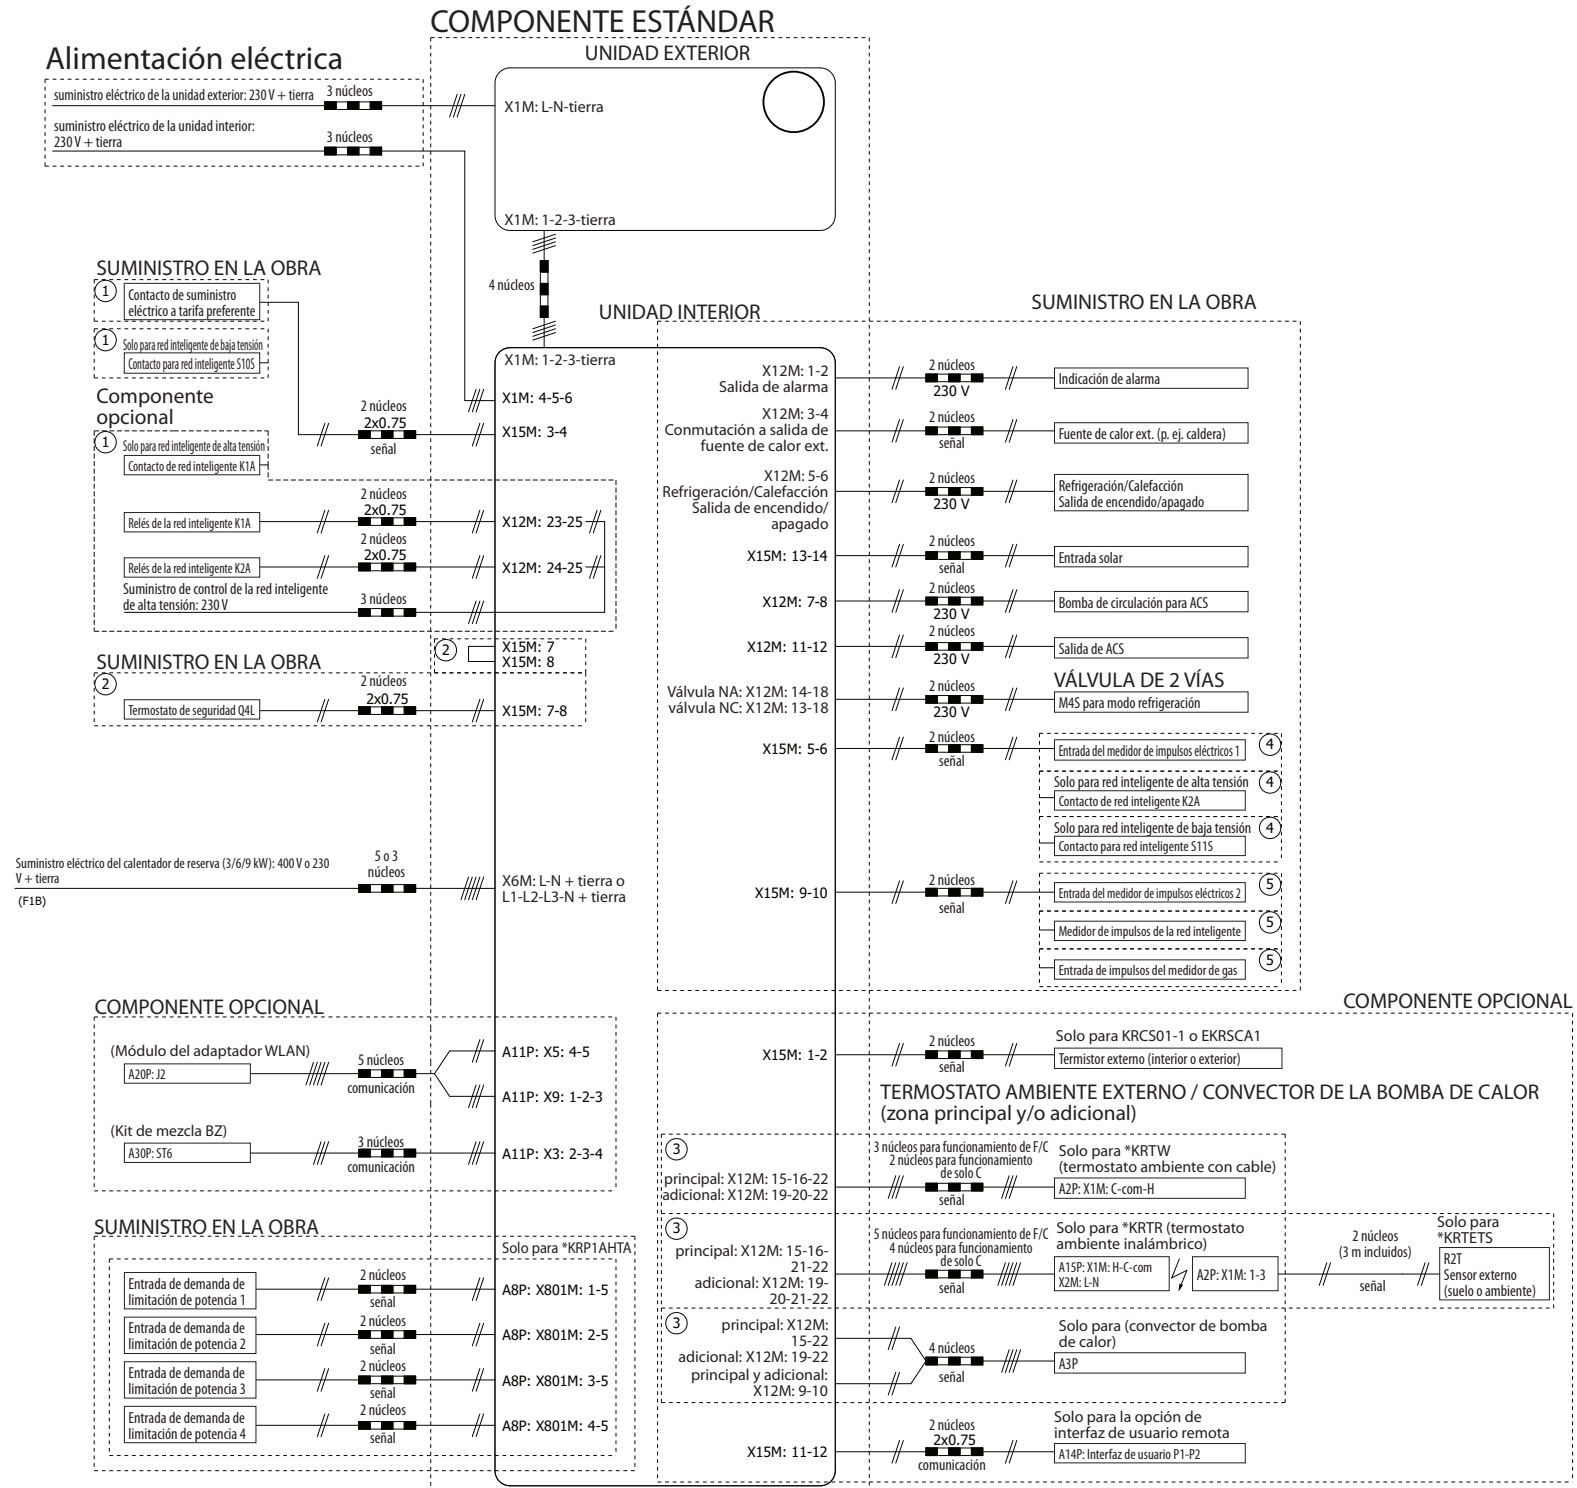 COMPONENTE ESTÁNDAR
Alimentación eléctrica
UNIDAD EXTERIOR
suministro eléctrico de la unidad exterior: 230 V + tierra
3 núcleos
X1M: L-N-tierra
suministro eléctrico de la unidad interior:
230 V + tierra
3 núcleos
X1M: 1-2-3-tierra
4 núcleos
SUMINISTRO EN LA OBRA
1
Contacto de suministro
eléctrico a tarifa preferente
1
Solo para red inteligente de baja tensión
Contacto para red inteligente S10S
Componente
opcional
1
Solo para red inteligente de alta tensión
Contacto de red inteligente K1A
2 núcleos
2x0.75
señal
Relés de la red inteligente K1A
2 núcleos
2x0.75
Relés de la red inteligente K2A
2 núcleos
2x0.75
Suministro de control de la red inteligente
de alta tensión: 230 V
3 núcleos
UNIDAD INTERIOR
X1M: 1-2-3-tierra
X1M: 4-5-6
X15M: 3-4
X12M: 23-25
X12M: 24-25
2
X15M: 7
X15M: 8
SUMINISTRO EN LA OBRA
2
Termostato de seguridad Q4L
2 núcleos
2x0.75
X15M: 7-8
Suministro eléctrico del calentador de reserva (3/6/9 kW): 400 V o 230
V + tierra
(F1B)
5 o 3
núcleos
X6M: L-N + tierra o
L1-L2-L3-N + tierra
COMPONENTE OPCIONAL
(Módulo del adaptador WLAN)
A20P: J2
5 núcleos
comunicación
A11P: X5: 4-5
A11P: X9: 1-2-3
(Kit de mezcla BZ)
A30P: ST6
3 núcleos
comunicación
A11P: X3: 2-3-4
SUMINISTRO EN LA OBRA
Solo para *KRP1AHTA
Entrada de demanda de
limitación de potencia 1
2 núcleos
señal
A8P: X801M: 1-5
Entrada de demanda de
limitación de potencia 2
2 núcleos
señal
A8P: X801M: 2-5
Entrada de demanda de
limitación de potencia 3
2 núcleos
señal
A8P: X801M: 3-5
Entrada de demanda de
limitación de potencia 4
2 núcleos
señal
A8P: X801M: 4-5
SUMINISTRO EN LA OBRA
X12M: 1-2
Salida de alarma
2 núcleos
230 V
Indicación de alarma
X12M: 3-4
Conmutación a salida de
fuente de calor ext.
2 núcleos
señal
Fuente de calor ext. (p. ej. caldera)
X12M: 5-6
Refrigeración/Calefacción
Salida de encendido/
apagado
2 núcleos
230 V
Refrigeración/Calefacción
Salida de encendido/apagado
X15M: 13-14
2 núcleos
señal
Entrada solar
X12M: 7-8
2 núcleos
230 V
Bomba de circulación para ACS
X12M: 11-12
2 núcleos
230 V
Salida de ACS
VÁLVULA DE 2 VÍAS
Válvula NA: X12M: 14-18
válvula NC: X12M: 13-18
2 núcleos
230 V
M4S para modo refrigeración
X15M: 5-6
2 núcleos
señal
Entrada del medidor de impulsos eléctricos 1
4
Solo para red inteligente de alta tensión
4
Contacto de red inteligente K2A
Solo para red inteligente de baja tensión
4
Contacto para red inteligente S11S
X15M: 9-10
2 núcleos
señal
Entrada del medidor de impulsos eléctricos 2
5
Medidor de impulsos de la red inteligente
5
Entrada de impulsos del medidor de gas
5
COMPONENTE OPCIONAL
X15M: 1-2
2 núcleos
señal
Solo para KRCS01-1 o EKRSCA1
Termistor externo (interior o exterior)
TERMOSTATO AMBIENTE EXTERNO / CONVECTOR DE LA BOMBA DE CALOR
(zona principal y/o adicional)
3
principal: X12M: 15-16-22
adicional: X12M: 19-20-22
3 núcleos para funcionamiento de F/C
2 núcleos para funcionamiento
de solo C
señal
Solo para *KRTW
(termostato ambiente con cable)
A2P: X1M: C-com-H
3
principal: X12M: 15-16-
21-22
adicional: X12M: 19-
20-21-22
5 núcleos para funcionamiento de F/C
4 núcleos para funcionamiento
de solo C
señal
Solo para *KRTR (termostato
ambiente inalámbrico)
A15P: X1M: H-C-com
X2M: L-N
A2P: X1M: 1-3
2 núcleos
(3 m incluidos)
señal
Solo para
*KRTETS
R2T
Sensor externo
(suelo o ambiente)
3
principal: X12M:
15-22
adicional: X12M: 19-22
principal y adicional:
X12M: 9-10
4 núcleos
señal
Solo para (convector de bomba
de calor)
A3P
X15M: 11-12
2 núcleos
2x0.75
comunicación
Solo para la opción de
interfaz de usuario remota
A14P: Interfaz de usuario P1-P2